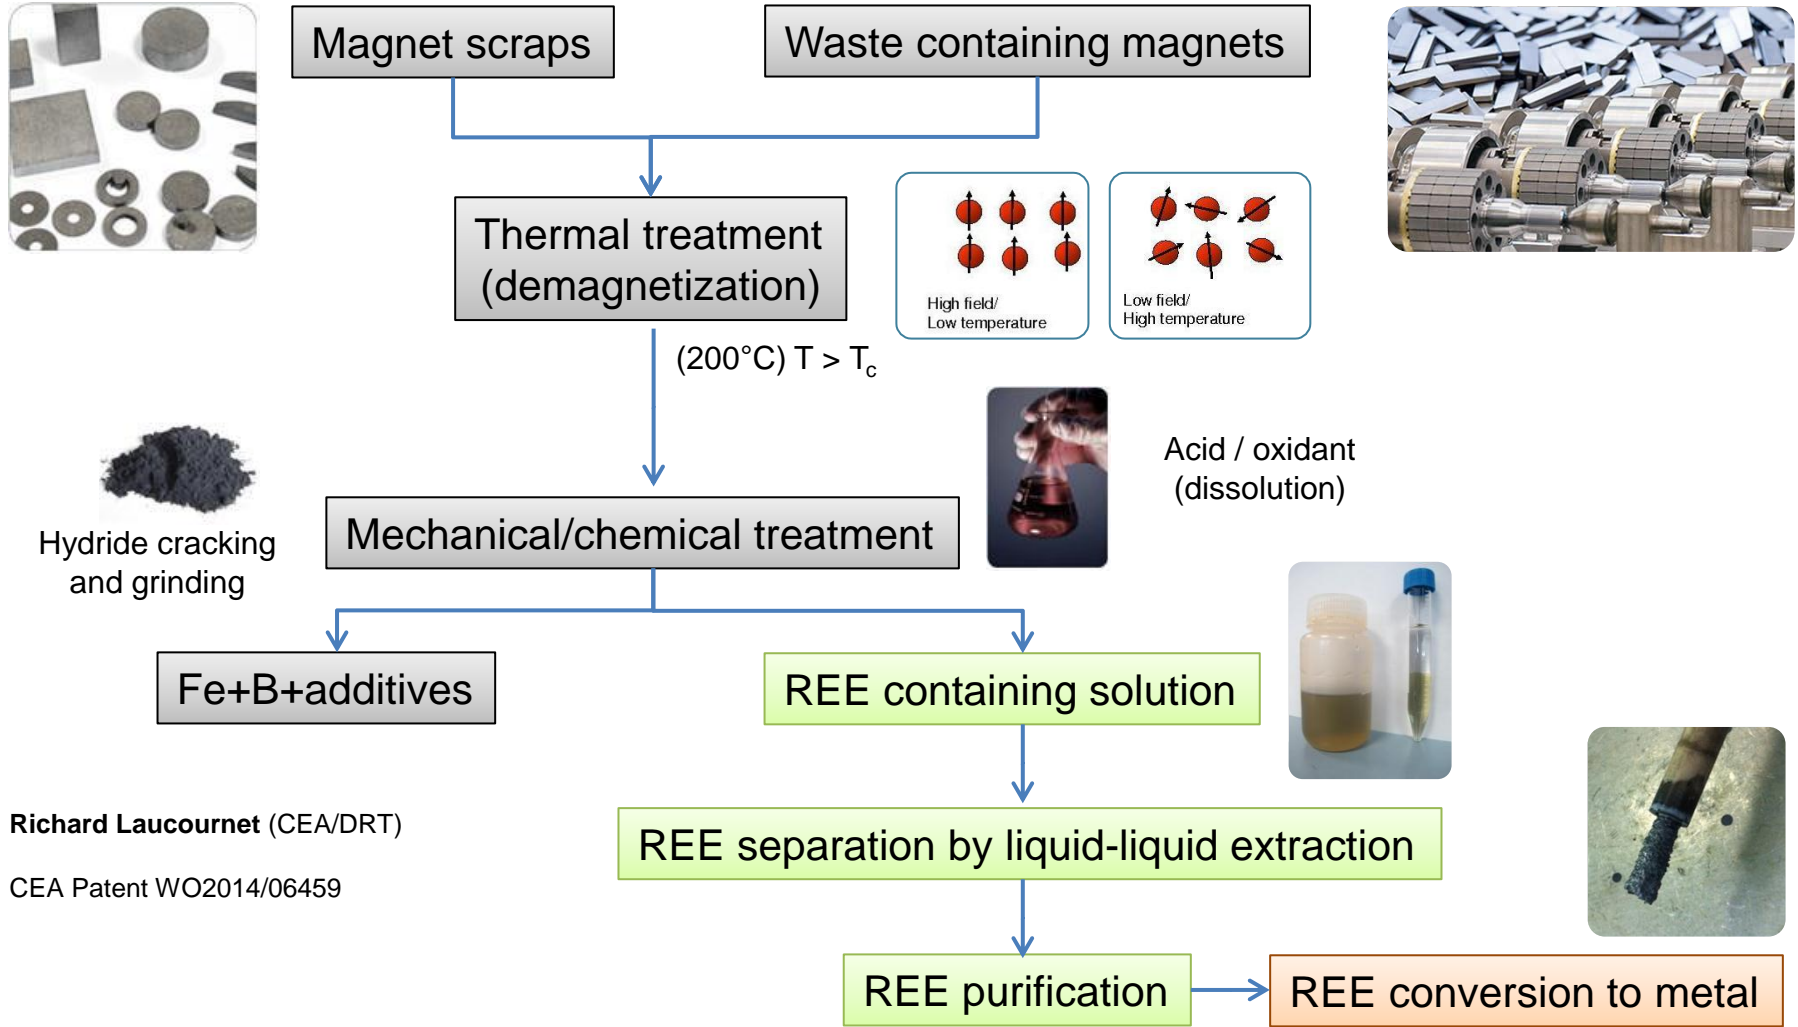 Magnet scraps
Waste containing magnets
Thermal treatment
(demagnetization)
High field/
Low temperature
Low field/
High temperature
(200°C) T > Tc
Acid / oxidant
(dissolution)
Hydride cracking
and grinding
Mechanical/chemical treatment
Fe+B+additives
REE containing solution
Richard Laucournet (CEA/DRT)
REE separation by liquid-liquid extraction
CEA Patent WO2014/06459
REE purification
REE conversion to metal